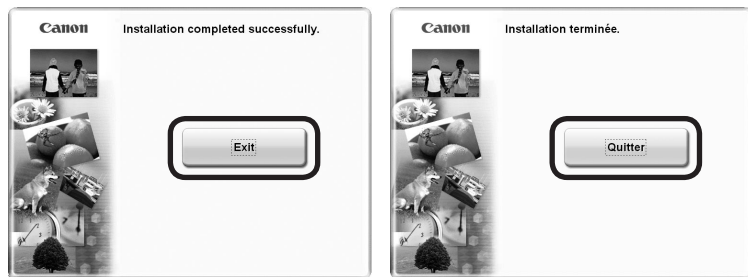 Canon
Installation completed successfully.
Exit
Canon
Installation terminée.
Quitter